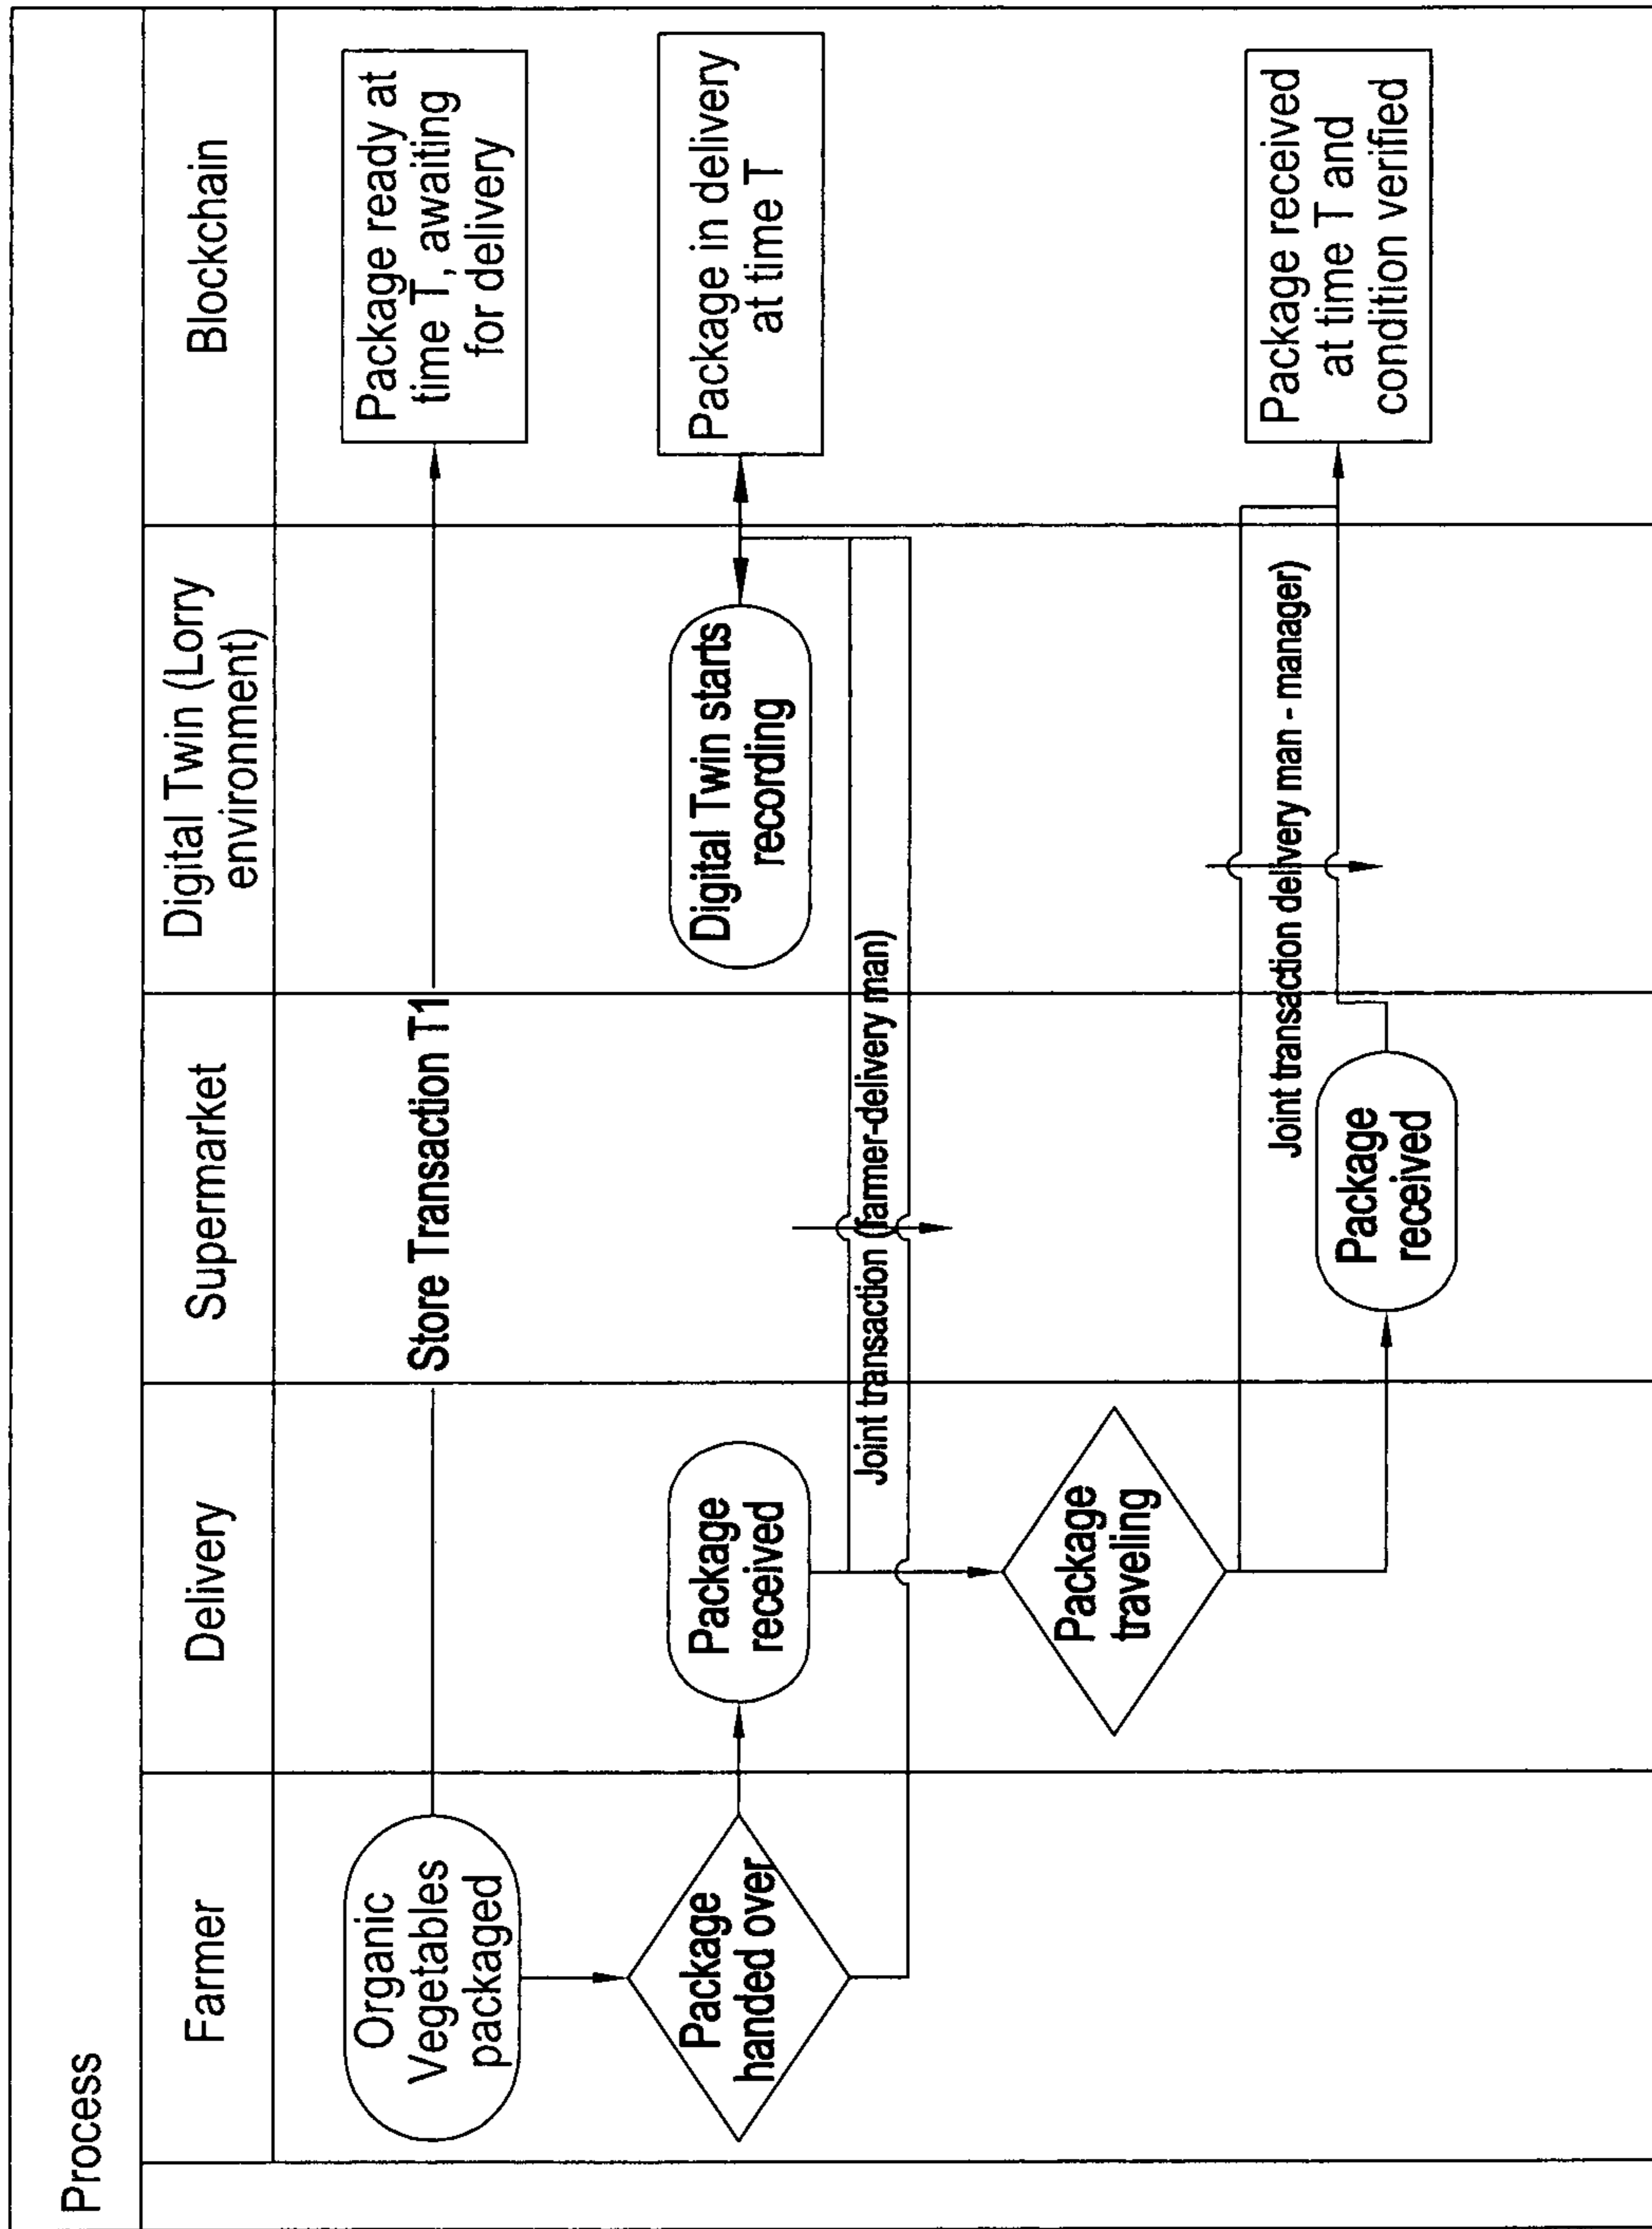 Process
Farmer
Delivery
Supermarket
Digital Twin (Lorry
environment)
Blockchain
Organic
Vegetables
packaged
Store Transaction T1
Package ready at
time T, awaiting
for delivery
Package
handed over
Package
received
Digital Twin starts
recording
Package in delivery
at time T
Joint transaction (farmer-delivery man)
Package
traveling
Joint transaction delivery man - manager)
Package
received
Package received
at time T and
condition verified